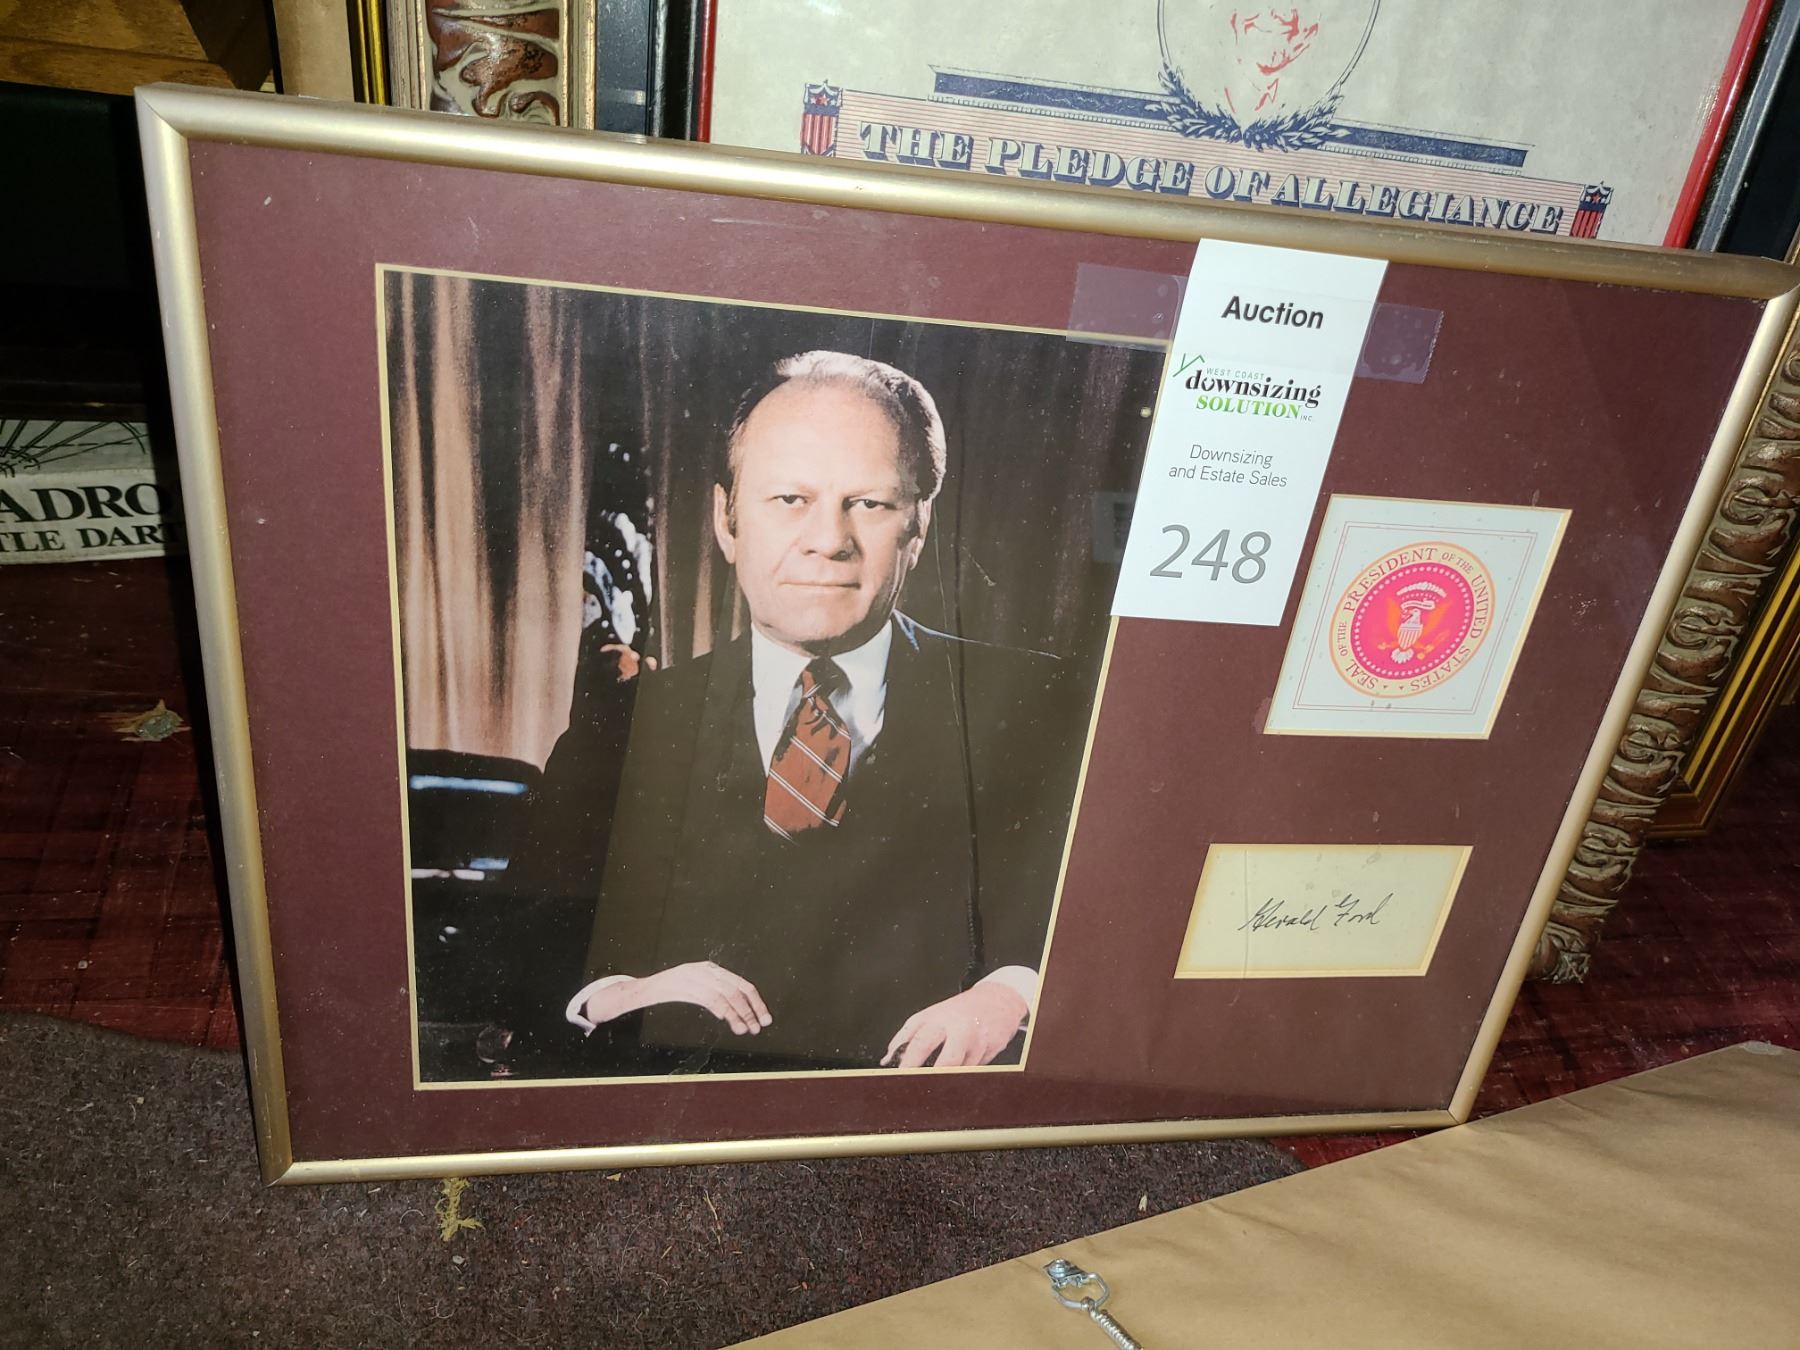 THE PLEDGE OF ALLEGIANCE
Auction
WEST COAST
downsizing
SOLUTION INC.
Downsizing
and Estate Sales
248
SEAL OF THE PRESIDENT OF THE UNITED STATES
Gerald Ford
ADRO
TLE DART